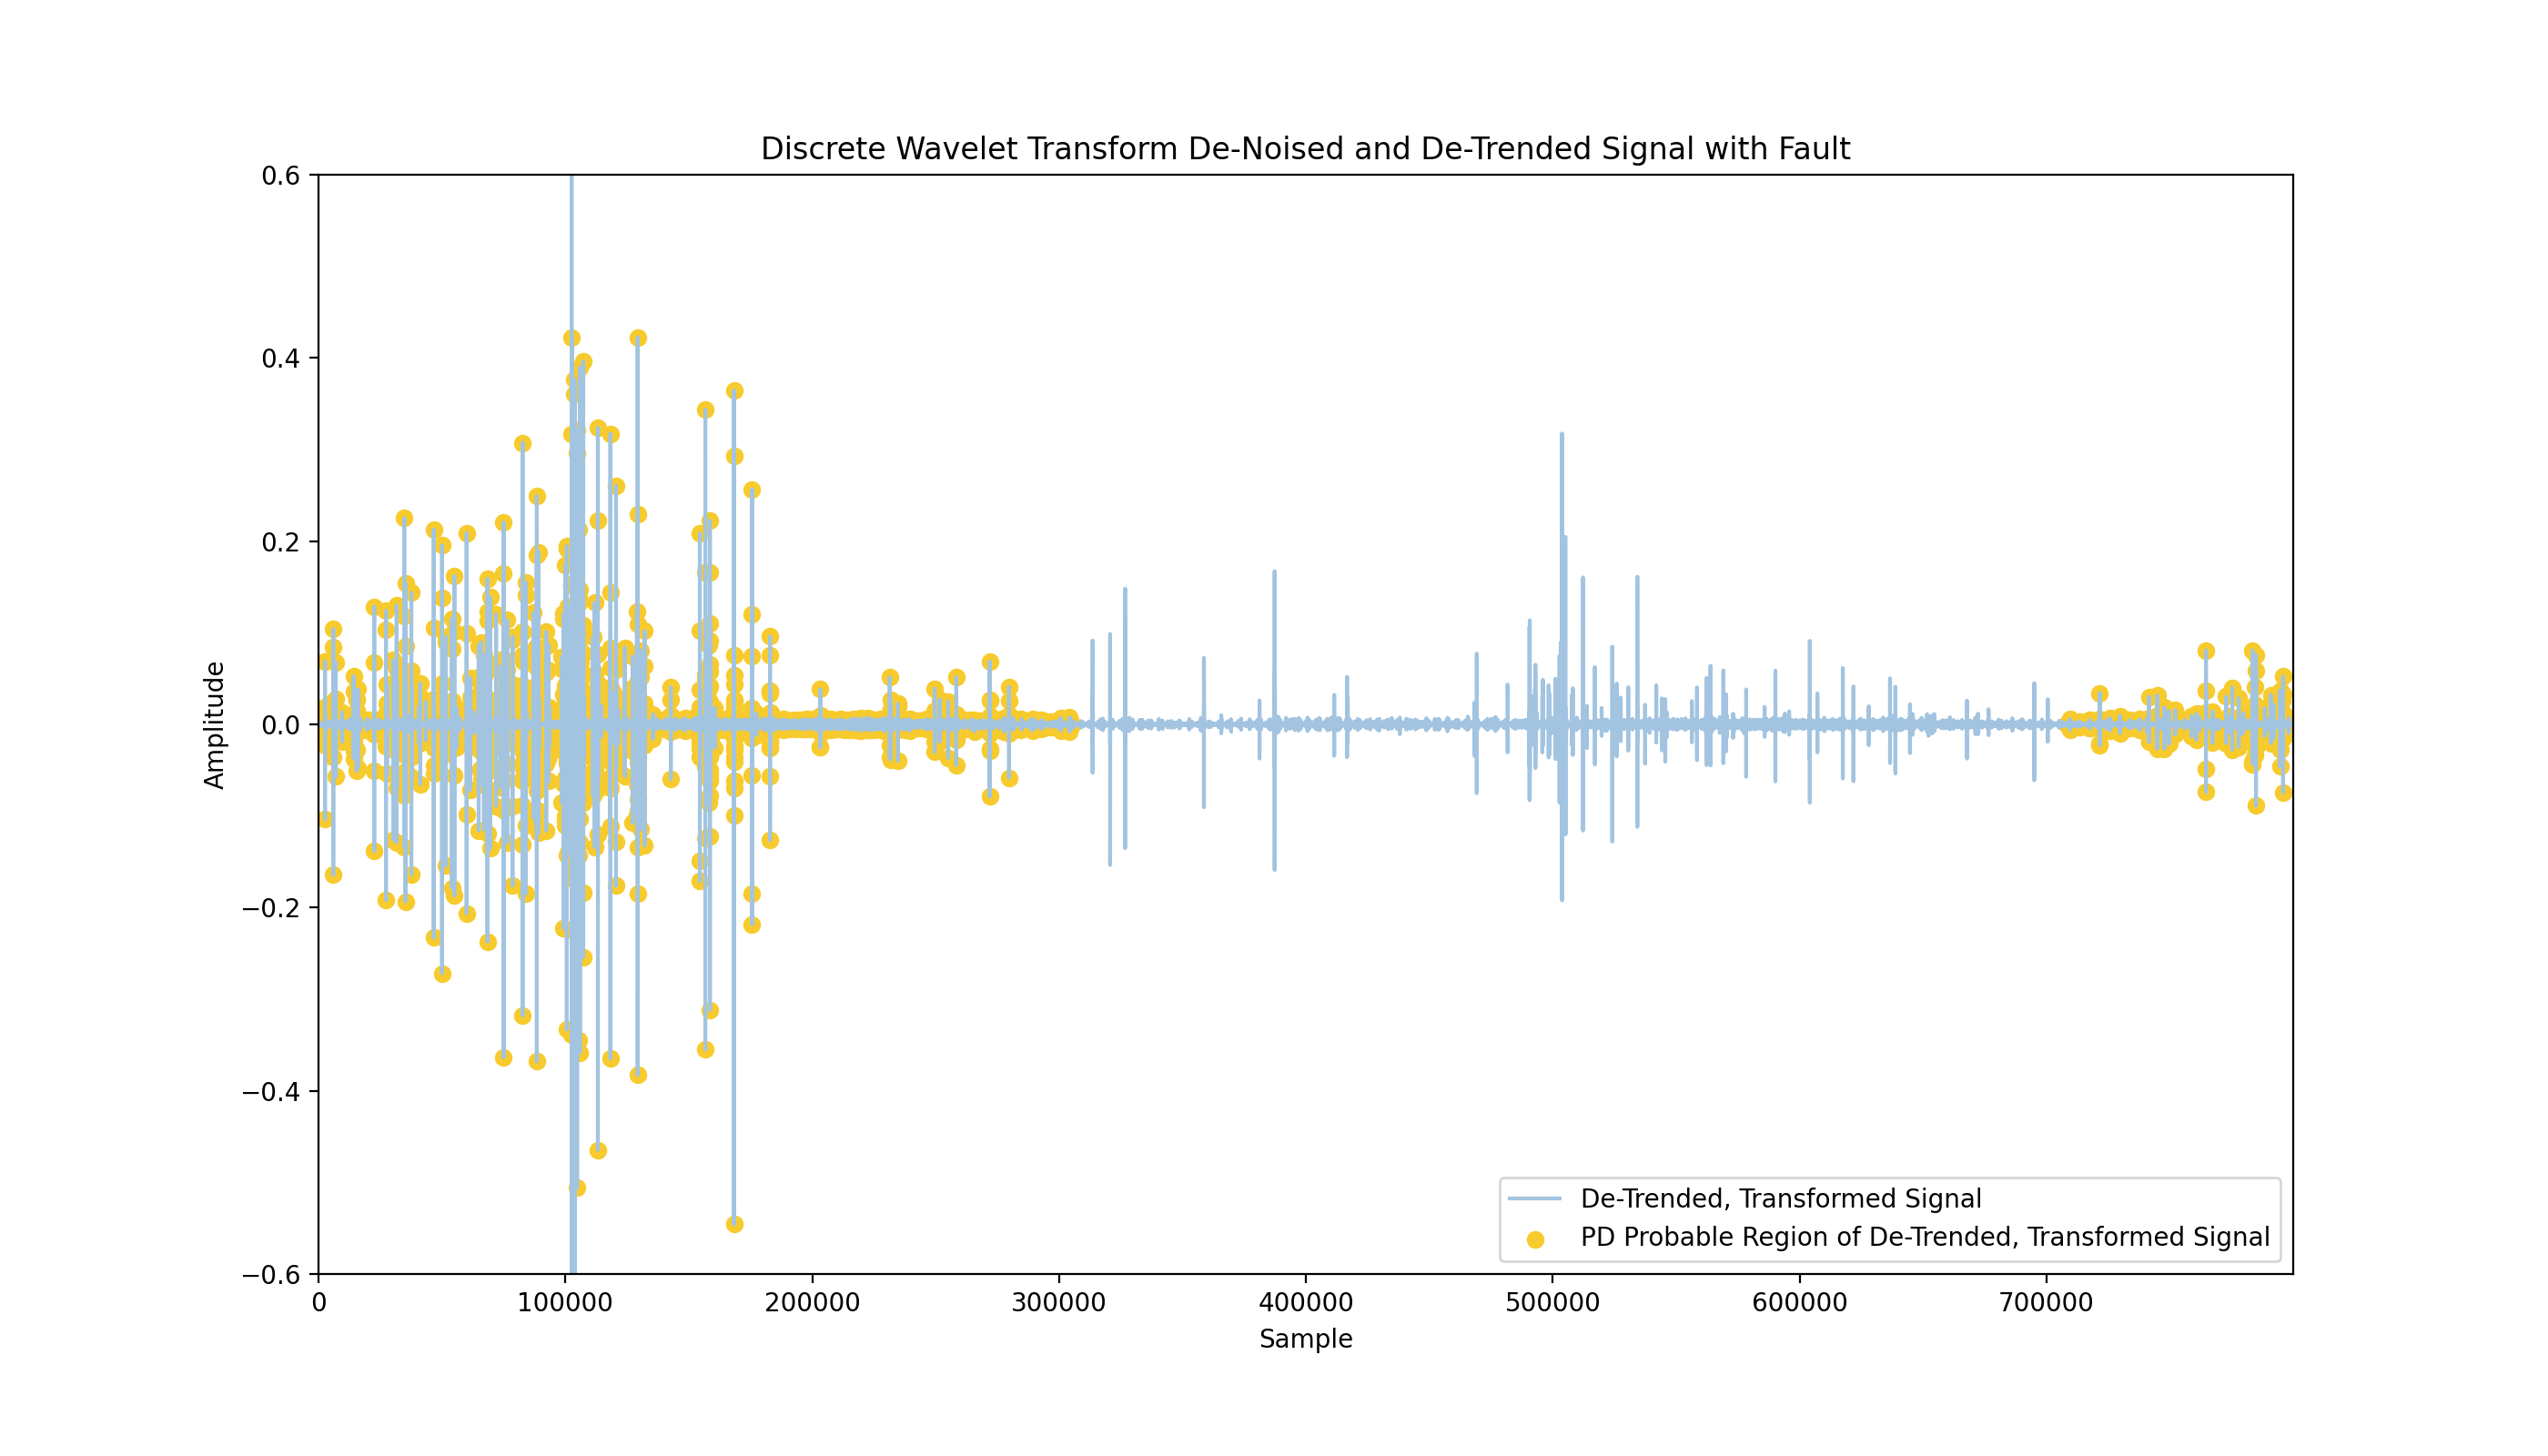 Discrete Wavelet Transform De-Noised and De-Trended Signal with Fault
0.6
0.4
0.2
0.0
−0.2
−0.4
−0.6
Amplitude
0 100000 200000 300000 400000 500000 600000 700000
Sample
De-Trended, Transformed Signal
PD Probable Region of De-Trended, Transformed Signal